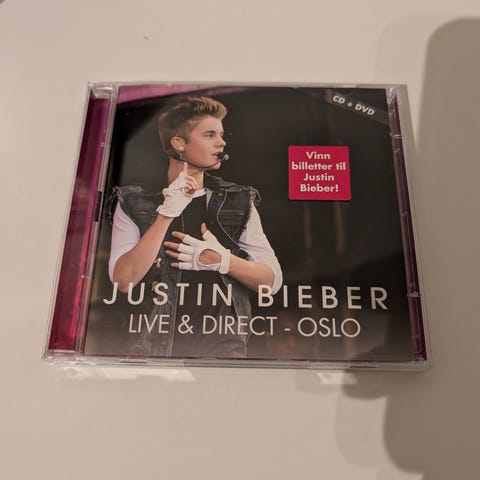 CD + DVD
Vinn
billetter til
Justin
Bieber!
JUSTIN BIEBER
LIVE & DIRECT - OSLO